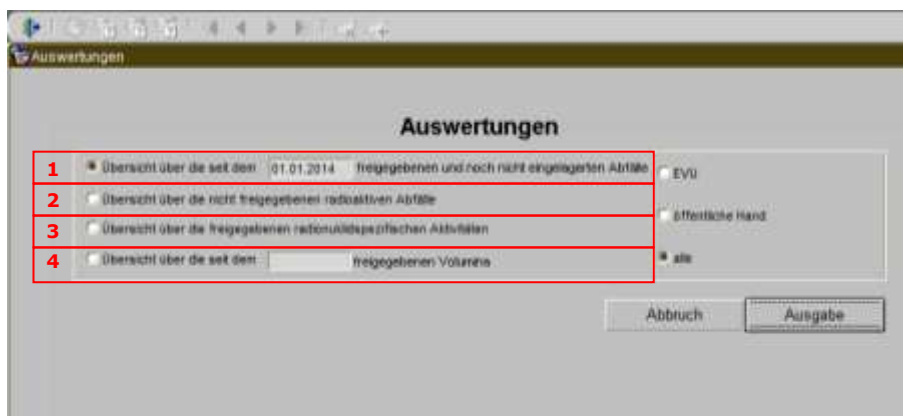 Auswertungen
Auswertungen
1 Übersicht über die seit dem 01.01.2014 freigegebenen und noch nicht eingelagerten Abfälle
EVU
2 Übersicht über die nicht freigegebenen radioaktiven Abfälle
öffentliche Hand
3 Übersicht über die freigegebenen radionuklidspezifischen Aktivitäten
4 Übersicht über die seit dem freigegebenen Volumina
alle
Abbruch
Ausgabe